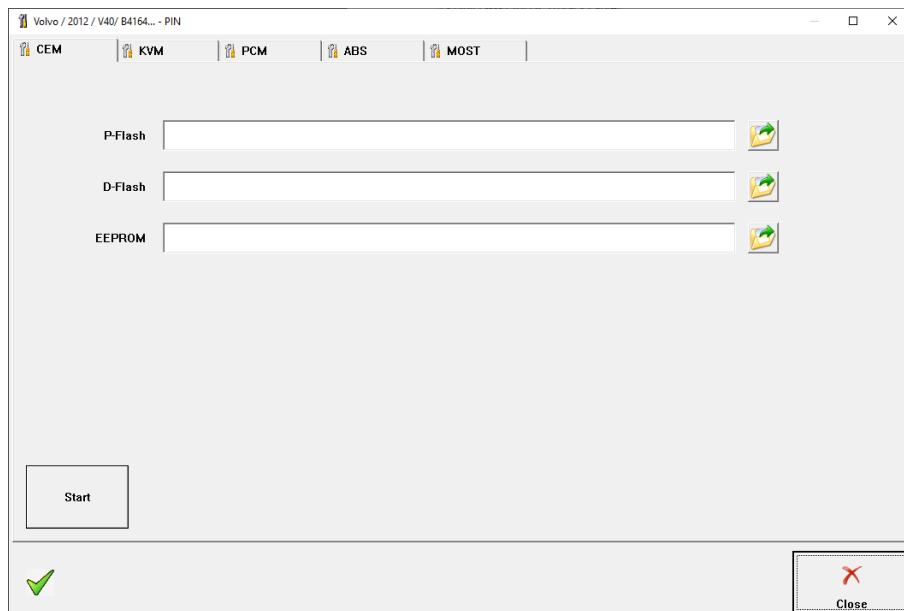 Volvo / 2012 / V40/ B4164... - PIN
CEM KVM PCM ABS MOST
P-Flash
D-Flash
EEPROM
Start
Close